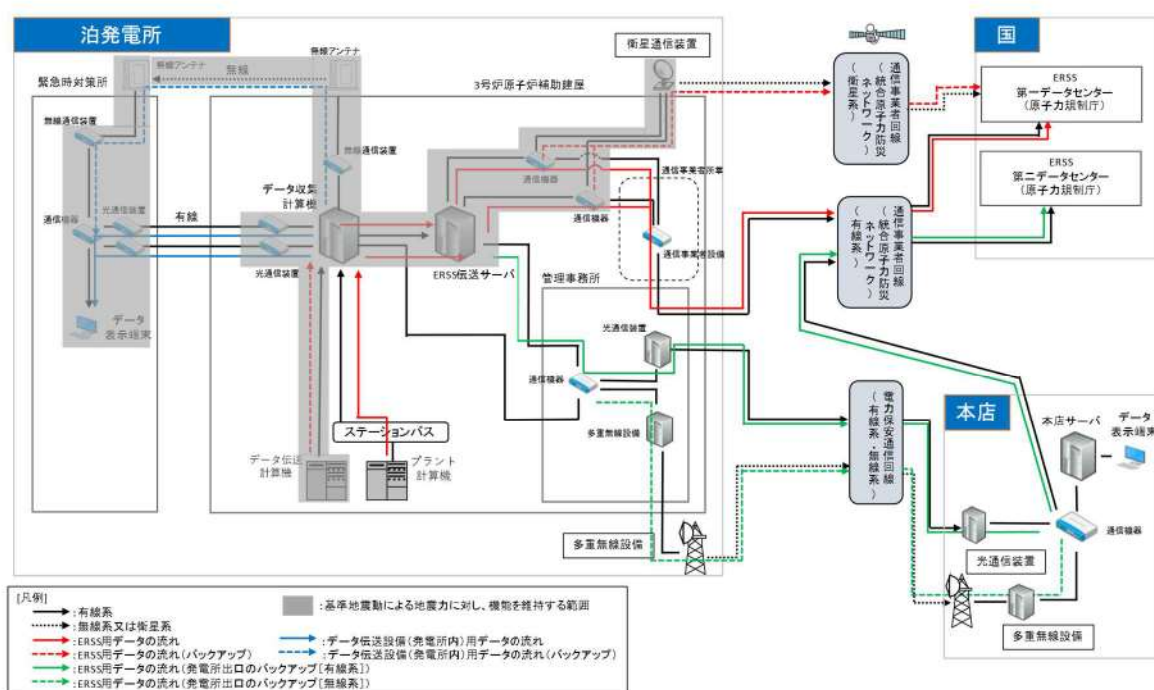 泊発電所
緊急時対策所
無線アンテナ
無線
無線アンテナ
3号炉原子炉補助建屋
衛星通信装置
無線通信装置
無線通信装置
通信機器
光通信装置
有線
データ収集
計算機
光通信装置
ERSS伝送サーバ
通信機器
通信機器
通信事業者所掌
通信事業者設備
データ
表示端末
管理事務所
光通信装置
通信機器
多重無線設備
ステーションバス
データ伝送
計算機
プラント
計算機
多重無線設備
通信事業者回線
(統合原子力防災
ネットワーク)
(衛星系)
通信事業者回線
(統合原子力防災
ネットワーク)
(有線系)
電力保安通信回線
(有線系・無線系)
国
ERSS
第一データセンター
(原子力規制庁)
ERSS
第二データセンター
(原子力規制庁)
本店
本店サーバ
データ
表示端末
通信機器
光通信装置
多重無線設備
[凡例]
:有線系
:無線系又は衛星系
:ERSS用データの流れ
:ERSS用データの流れ(バックアップ)
:ERSS用データの流れ(発電所出口のバックアップ[有線系])
:ERSS用データの流れ(発電所出口のバックアップ[無線系])
:基準地震動による地震力に対し、機能を維持する範囲
:データ伝送設備(発電所内)用データの流れ
:データ伝送設備(発電所内)用データの流れ(バックアップ)